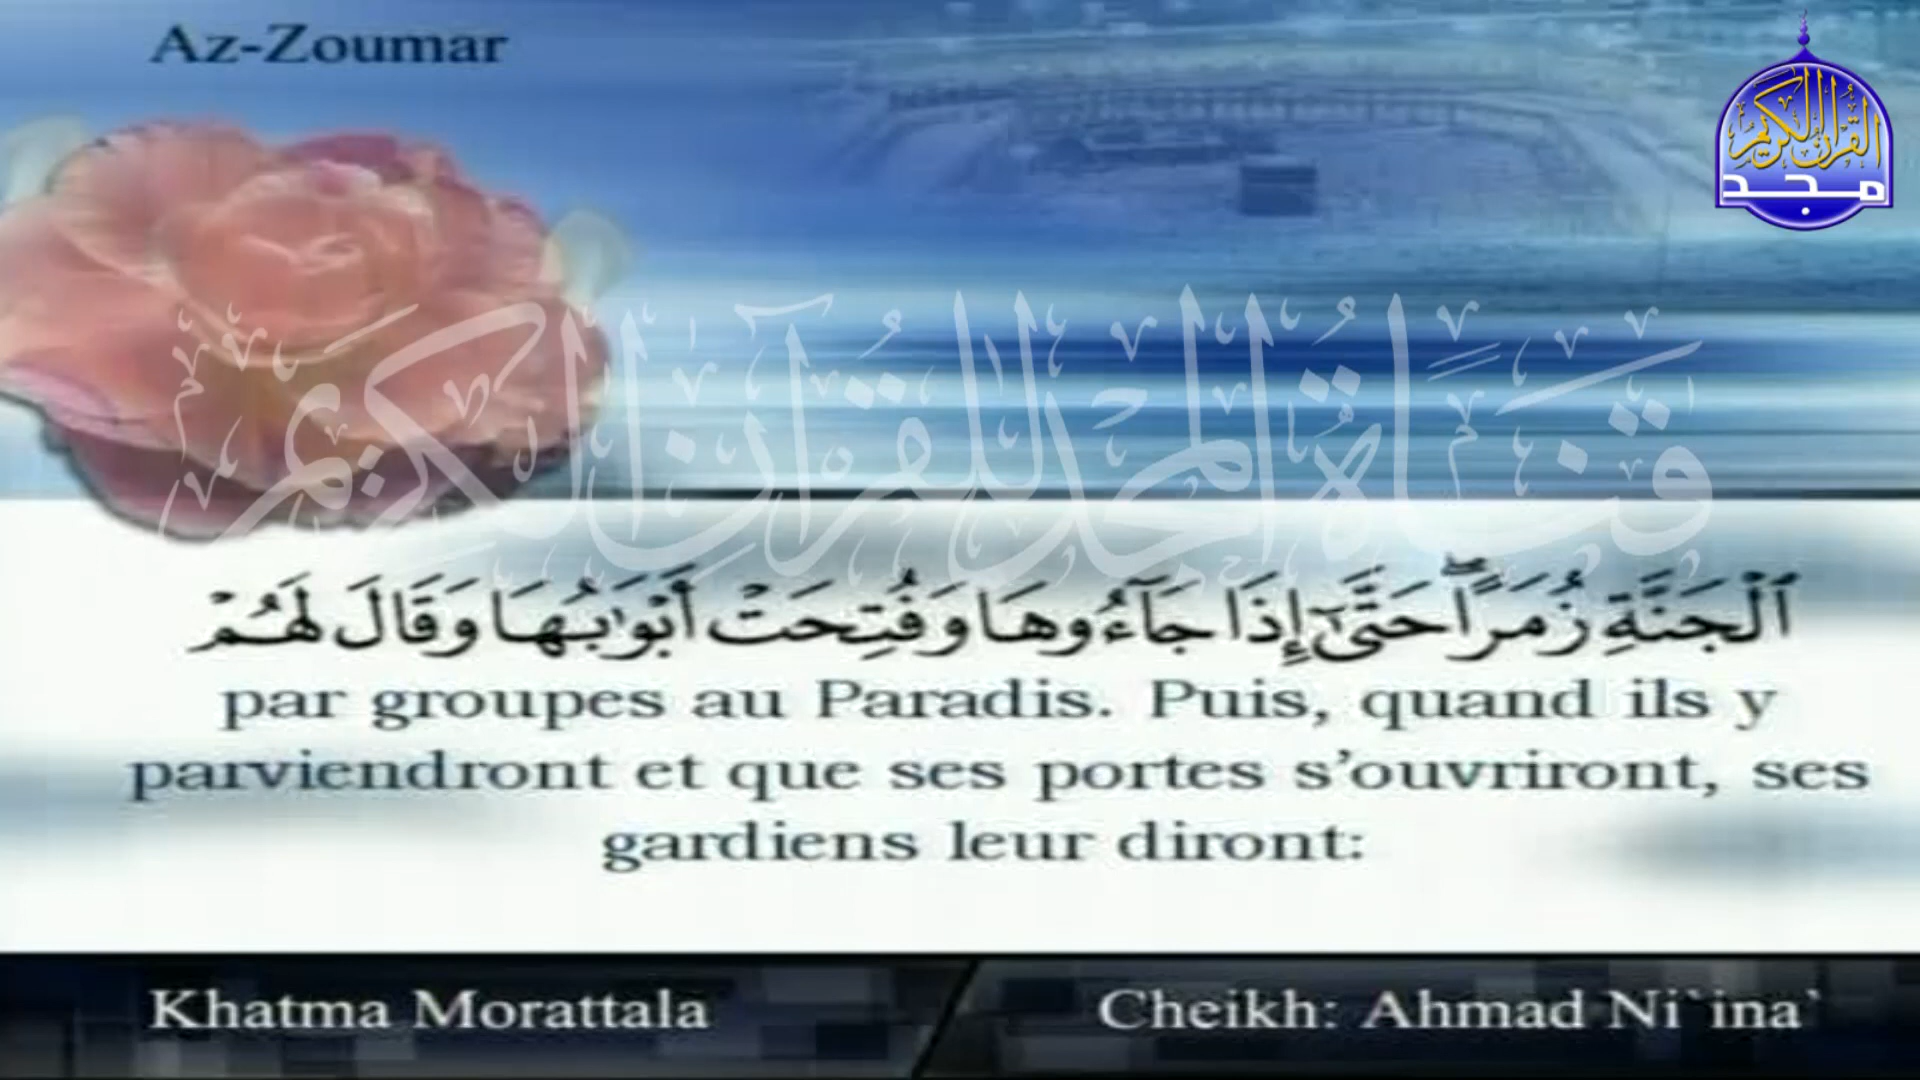 Az-Zoumar
القرآن الكريم
مجد
قناة المجد للقرآن الكريم
ٱلْجَنَّةِ زُمَرًا ۖ حَتَّىٰٓ إِذَا جَآءُوهَا وَفُتِحَتْ أَبْوَٰبُهَا وَقَالَ لَهُمْ
par groupes au Paradis. Puis, quand ils y
parviendront et que ses portes s’ouvriront, ses
gardiens leur diront:
Khatma Morattala
Cheikh: Ahmad Ni`ina`